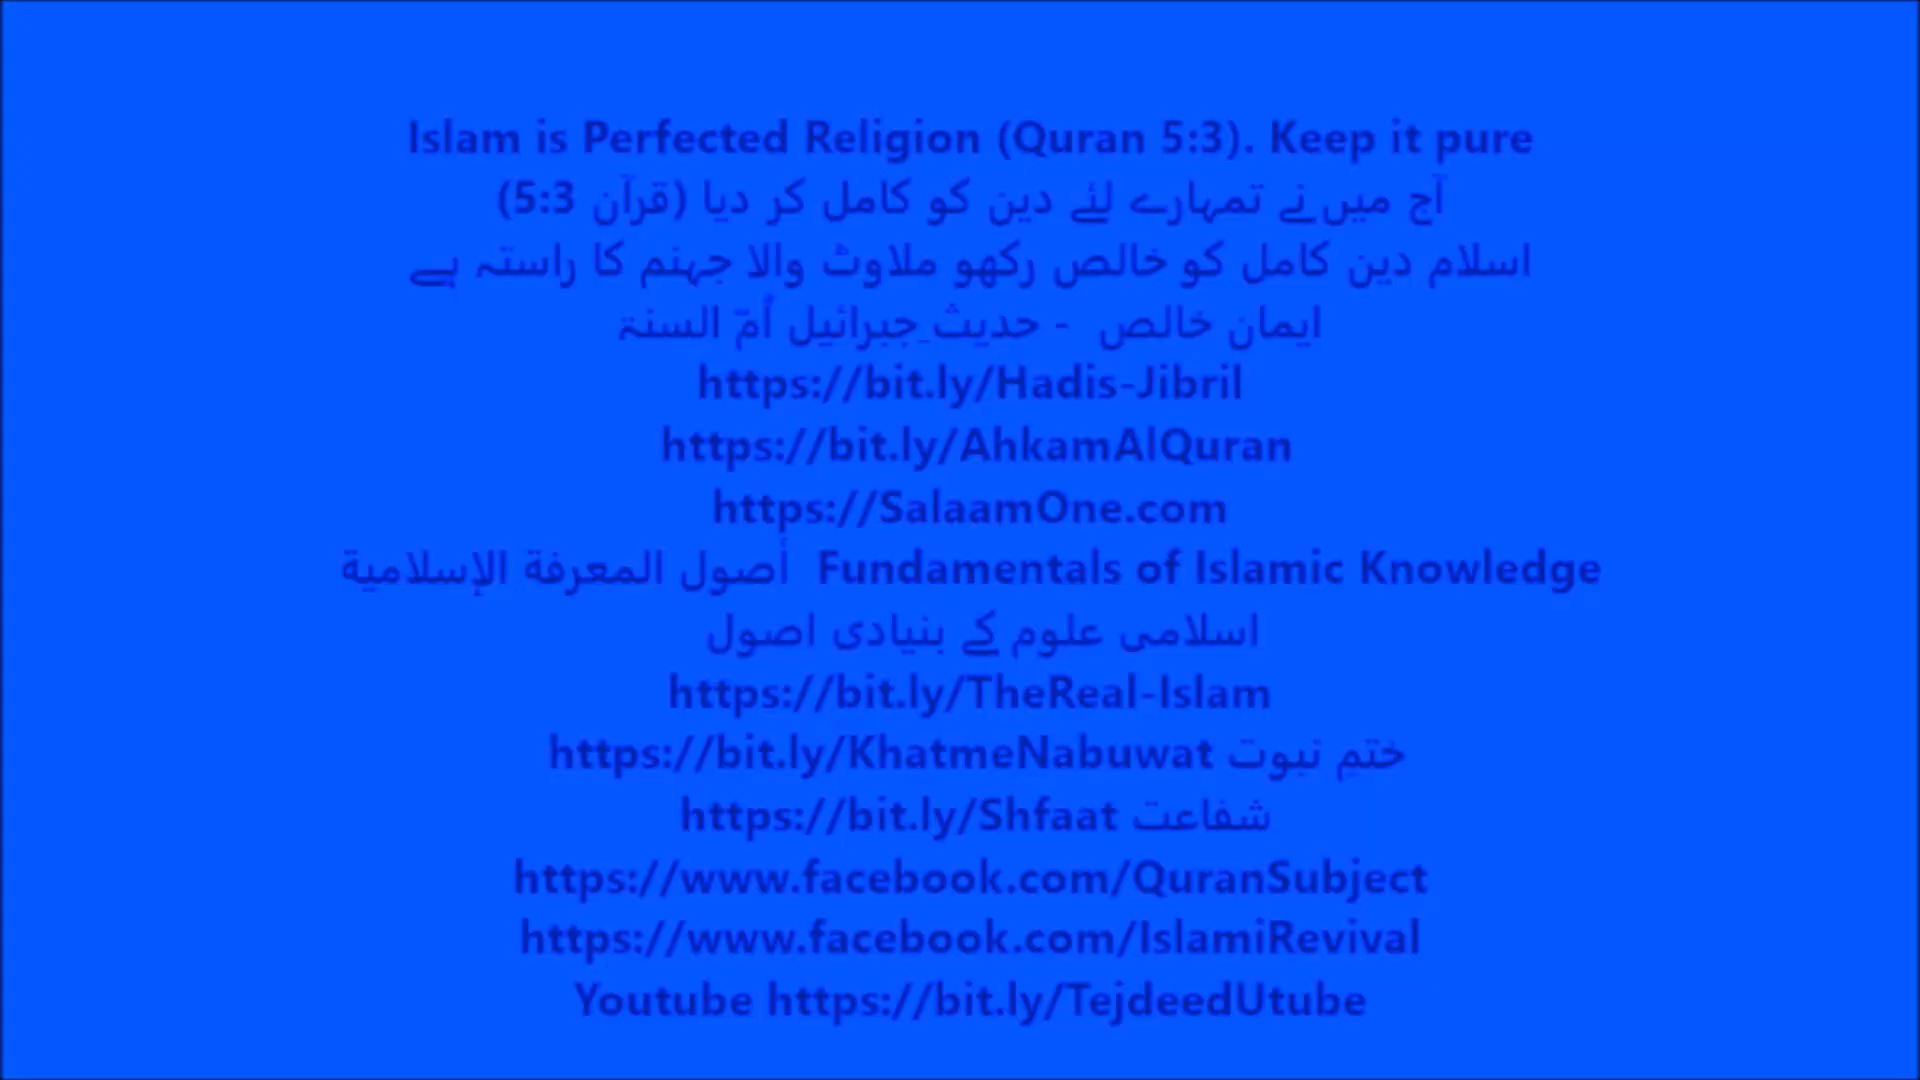 Islam is Perfected Religion (Quran 5:3). Keep it pure
آج میں نے تمہارے لئے دین کو کامل کر دیا (قرآن 5:3)
اسلام دین کامل کو خالص رکھو ملاوٹ والا جہنم کا راستہ ہے
ایمان خالص - حدیث ِجبرائیل اُمّ السنۃ
https://bit.ly/Hadis-Jibril
https://bit.ly/AhkamAlQuran
https://SalaamOne.com
أصول المعرفة الإسلامية Fundamentals of Islamic Knowledge
اسلامی علوم کے بنیادی اصول
https://bit.ly/TheReal-Islam
https://bit.ly/KhatmeNabuwat ختمِ نبوت
https://bit.ly/Shfaat شفاعت
https://www.facebook.com/QuranSubject
https://www.facebook.com/IslamiRevival
Youtube https://bit.ly/TejdeedUtube